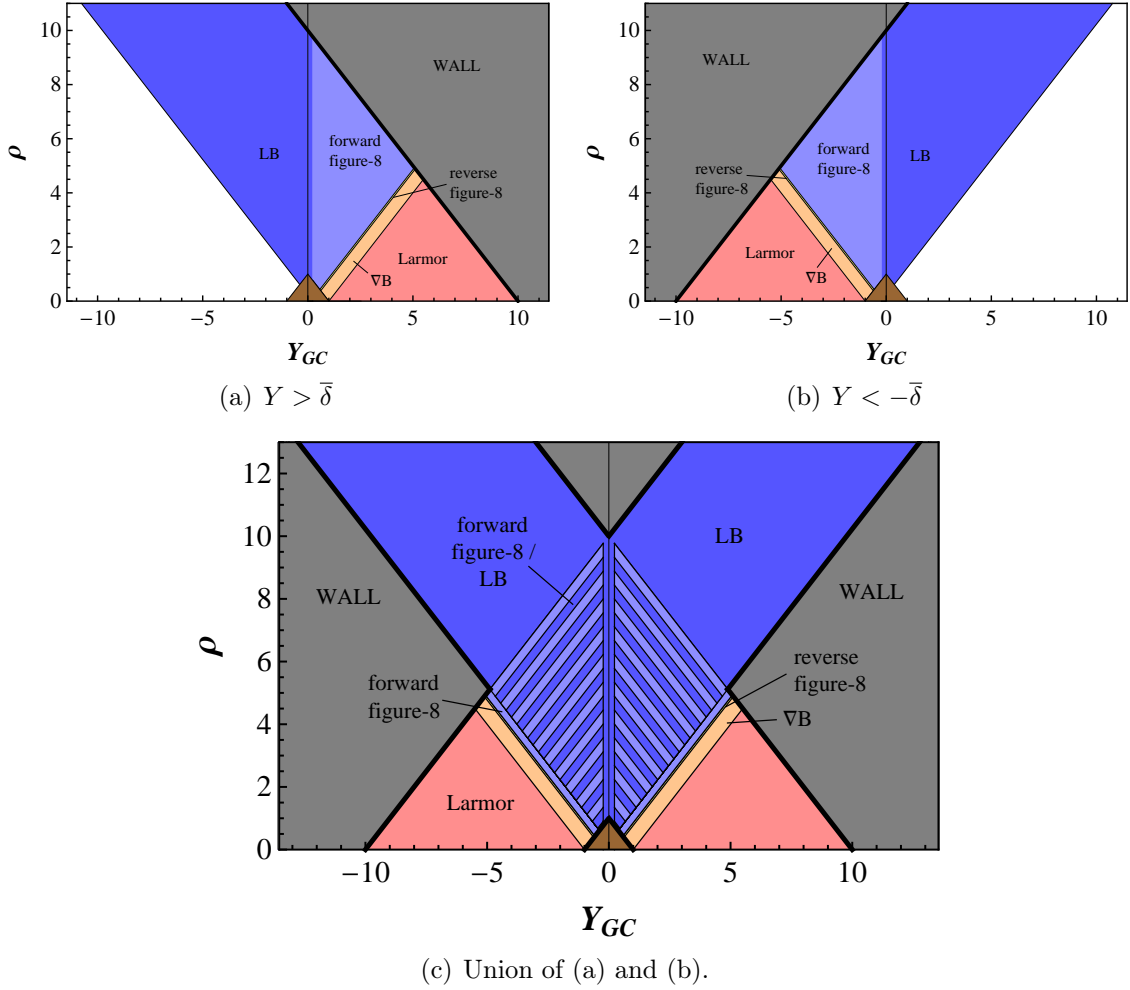 10
8
6
4
2
0
ρ
WALL
LB
forward
figure-8
reverse
figure-8
∇B
Larmor
−10
−5
0
5
10
Y_GC
(a) Y > δ̄
10
8
6
4
2
0
ρ
WALL
forward
figure-8
LB
reverse
figure-8
Larmor
∇B
−10
−5
0
5
10
Y_GC
(b) Y < −δ̄
12
10
8
6
4
2
0
ρ
forward
figure-8 /
LB
LB
WALL
WALL
forward
figure-8
reverse
figure-8
∇B
Larmor
−10
−5
0
5
10
Y_GC
(c) Union of (a) and (b).